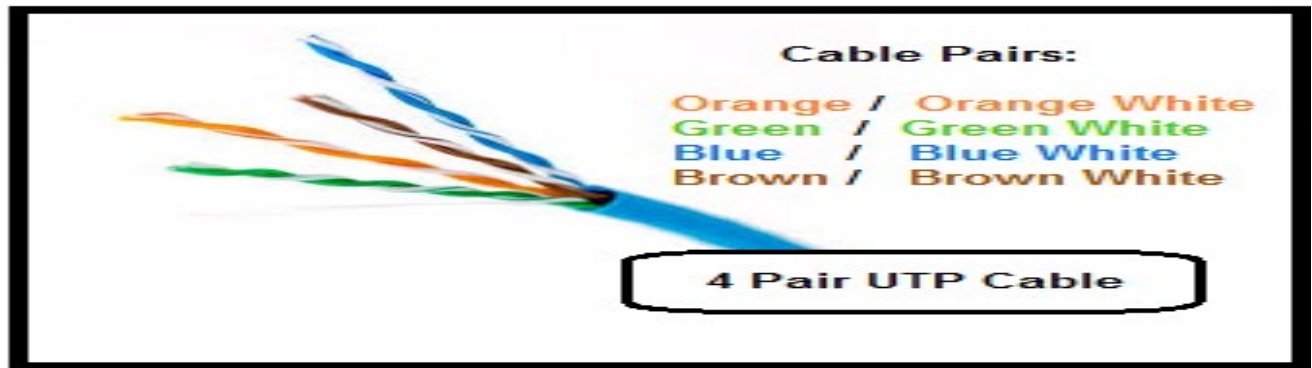 Cable Pairs:
Orange / Orange White
Green / Green White
Blue / Blue White
Brown / Brown White
4 Pair UTP Cable